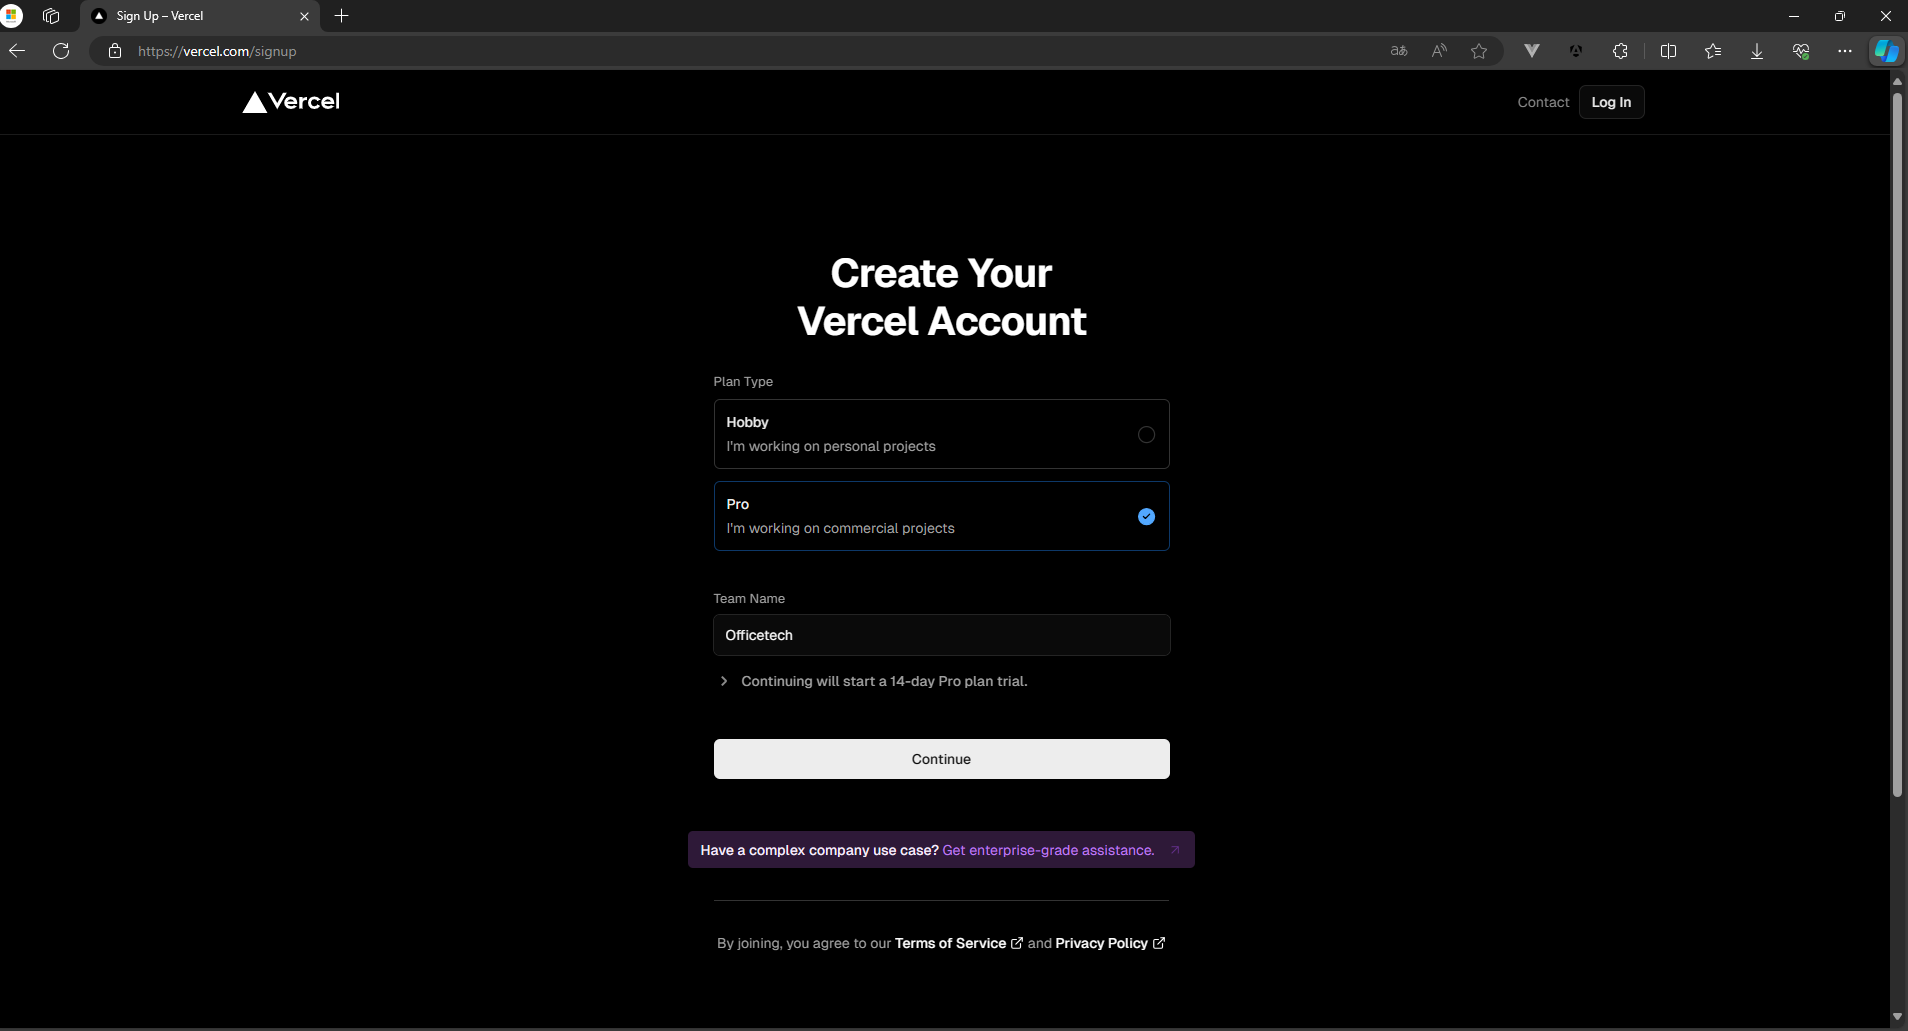 Sign Up – Vercel
https://vercel.com/signup
Vercel
Contact
Log In
Create Your
Vercel Account
Plan Type
Hobby
I'm working on personal projects
Pro
I'm working on commercial projects
Team Name
Officetech
Continuing will start a 14-day Pro plan trial.
Continue
Have a complex company use case? Get enterprise-grade assistance.
By joining, you agree to our Terms of Service and Privacy Policy